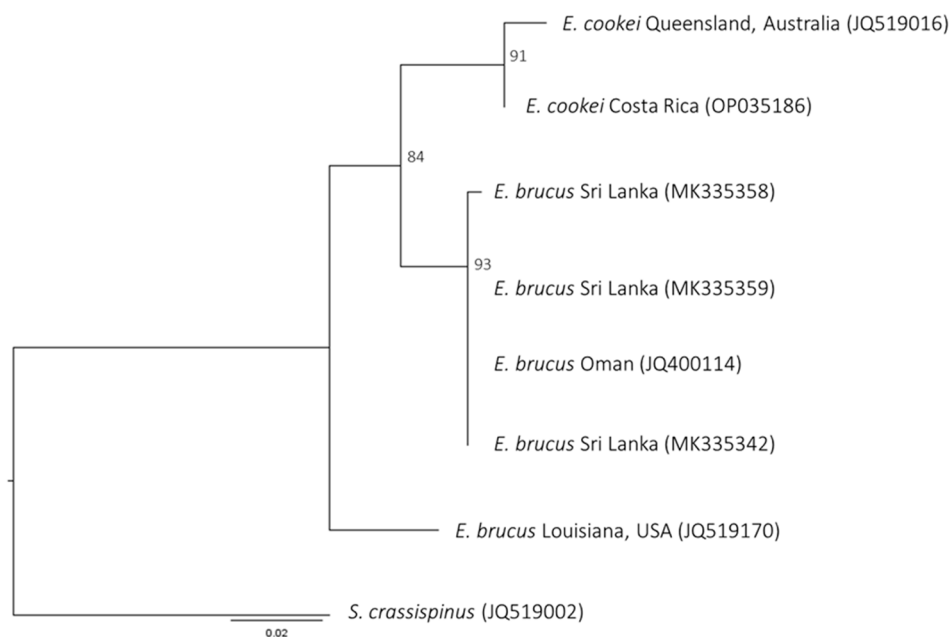 E. cookei Queensland, Australia (JQ519016)
91
E. cookei Costa Rica (OP035186)
84
E. brucus Sri Lanka (MK335358)
93
E. brucus Sri Lanka (MK335359)
E. brucus Oman (JQ400114)
E. brucus Sri Lanka (MK335342)
E. brucus Louisiana, USA (JQ519170)
S. crassispinus (JQ519002)
0.02